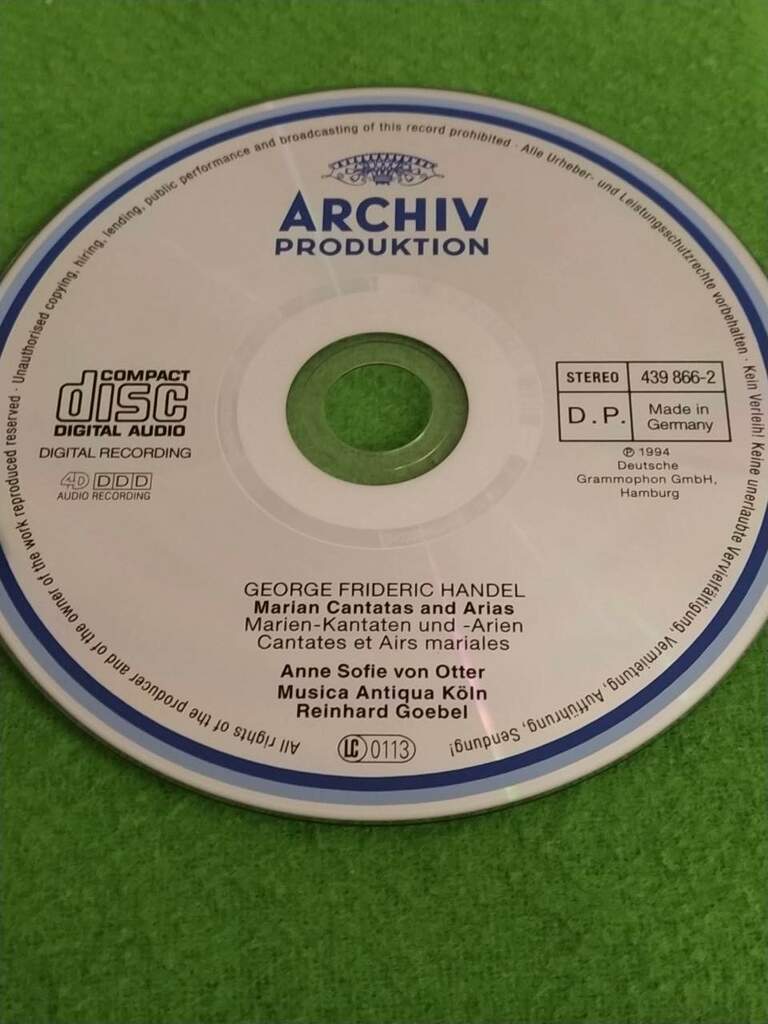 All rights of the producer and of the owner of the work reproduced reserved · Unauthorised copying, hiring, lending, public performance and broadcasting of this record prohibited · Alle Urheber- und Leistungsschutzrechte vorbehalten · Kein Verleih! Keine unerlaubte Vervielfältigung, Vermietung, Aufführung, Sendung!
ARCHIV
PRODUKTION
COMPACT
disc
DIGITAL AUDIO
DIGITAL RECORDING
4D DDD
AUDIO RECORDING
STEREO 439 866-2
D.P. Made in
Germany
℗ 1994
Deutsche
Grammophon GmbH,
Hamburg
GEORGE FRIDERIC HANDEL
Marian Cantatas and Arias
Marien-Kantaten und -Arien
Cantates et Airs mariales
Anne Sofie von Otter
Musica Antiqua Köln
Reinhard Goebel
LC 0113